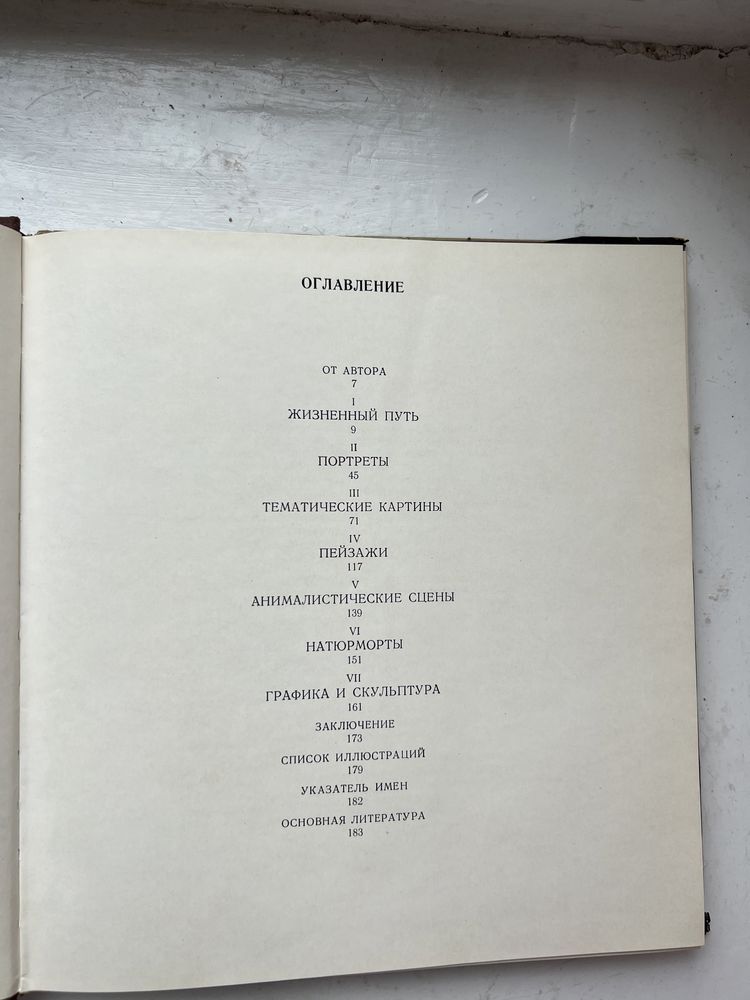 ОГЛАВЛЕНИЕ
ОТ АВТОРА
7
I
ЖИЗНЕННЫЙ ПУТЬ
9
II
ПОРТРЕТЫ
45
III
ТЕМАТИЧЕСКИЕ КАРТИНЫ
71
IV
ПЕЙЗАЖИ
117
V
АНИМАЛИСТИЧЕСКИЕ СЦЕНЫ
139
VI
НАТЮРМОРТЫ
151
VII
ГРАФИКА И СКУЛЬПТУРА
161
ЗАКЛЮЧЕНИЕ
173
СПИСОК ИЛЛЮСТРАЦИЙ
179
УКАЗАТЕЛЬ ИМЕН
182
ОСНОВНАЯ ЛИТЕРАТУРА
183